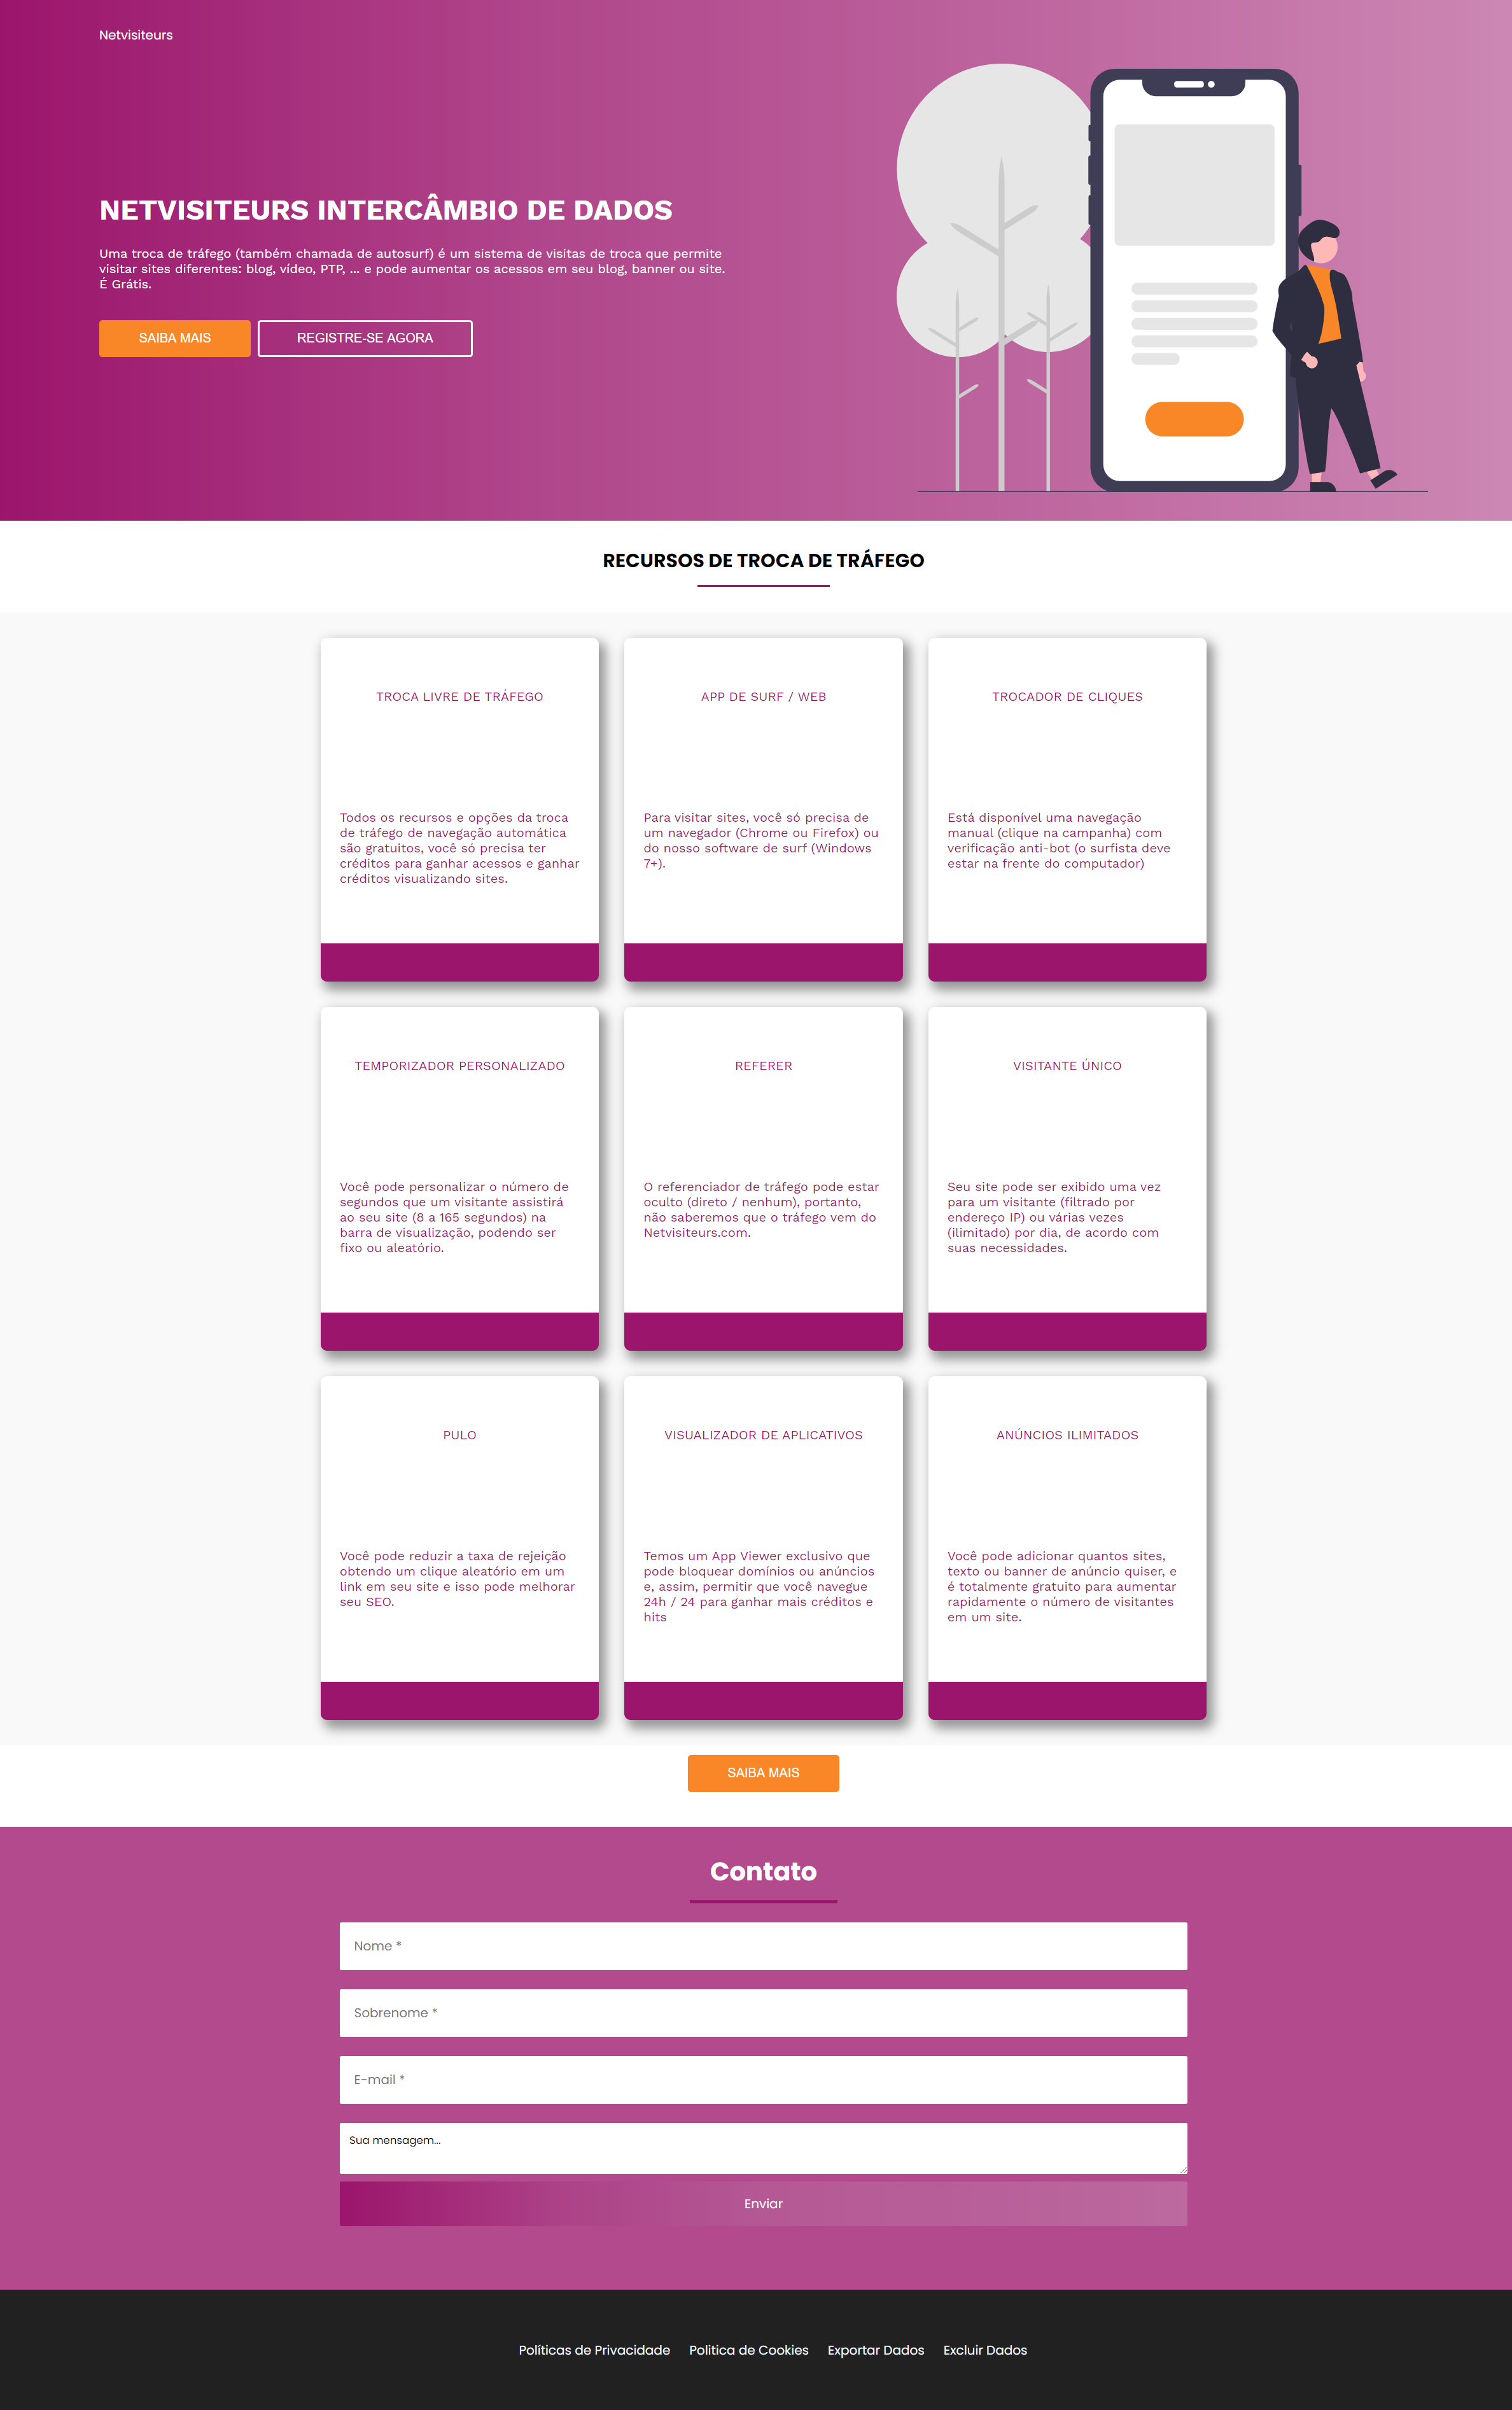 Netvisiteurs
NETVISITEURS INTERCÂMBIO DE DADOS
Uma troca de tráfego (também chamada de autosurf) é um sistema de visitas de troca que permite
visitar sites diferentes: blog, vídeo, PTP, ... e pode aumentar os acessos em seu blog, banner ou site.
É Grátis.
SAIBA MAIS
REGISTRE-SE AGORA
RECURSOS DE TROCA DE TRÁFEGO
TROCA LIVRE DE TRÁFEGO
Todos os recursos e opções da troca
de tráfego de navegação automática
são gratuitos, você só precisa ter
créditos para ganhar acessos e ganhar
créditos visualizando sites.
APP DE SURF / WEB
Para visitar sites, você só precisa de
um navegador (Chrome ou Firefox) ou
do nosso software de surf (Windows
7+).
TROCADOR DE CLIQUES
Está disponível uma navegação
manual (clique na campanha) com
verificação anti-bot (o surfista deve
estar na frente do computador)
TEMPORIZADOR PERSONALIZADO
Você pode personalizar o número de
segundos que um visitante assistirá
ao seu site (8 a 165 segundos) na
barra de visualização, podendo ser
fixo ou aleatório.
REFERER
O referenciador de tráfego pode estar
oculto (direto / nenhum), portanto,
não saberemos que o tráfego vem do
Netvisiteurs.com.
VISITANTE ÚNICO
Seu site pode ser exibido uma vez
para um visitante (filtrado por
endereço IP) ou várias vezes
(ilimitado) por dia, de acordo com
suas necessidades.
PULO
Você pode reduzir a taxa de rejeição
obtendo um clique aleatório em um
link em seu site e isso pode melhorar
seu SEO.
VISUALIZADOR DE APLICATIVOS
Temos um App Viewer exclusivo que
pode bloquear domínios ou anúncios
e, assim, permitir que você navegue
24h / 24 para ganhar mais créditos e
hits
ANÚNCIOS ILIMITADOS
Você pode adicionar quantos sites,
texto ou banner de anúncio quiser, e
é totalmente gratuito para aumentar
rapidamente o número de visitantes
em um site.
SAIBA MAIS
Contato
Nome *
Sobrenome *
E-mail *
Sua mensagem...
Enviar
Políticas de Privacidade
Politica de Cookies
Exportar Dados
Excluir Dados